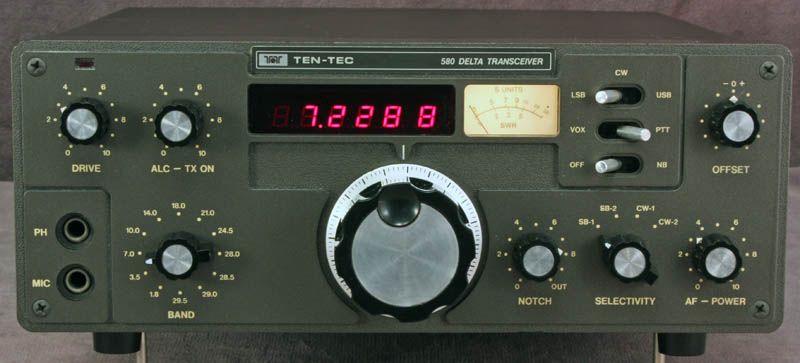 TEN-TEC 580 DELTA TRANSCEIVER
7.2288
S UNITS
SWR
CW
LSB USB
VOX PTT
OFF NB
0 2 4 6 8 10
DRIVE
0 2 4 6 8 10
ALC – TX ON
– 0 +
OFFSET
PH
MIC
1.8 3.5 7.0 10.0 14.0 18.0 21.0 24.5 28.0 28.5 29.0 29.5
BAND
0 2 4 6 8 OUT
NOTCH
SB-1 SB-2 CW-1 CW-2
SELECTIVITY
0 2 4 6 8 10
AF – POWER